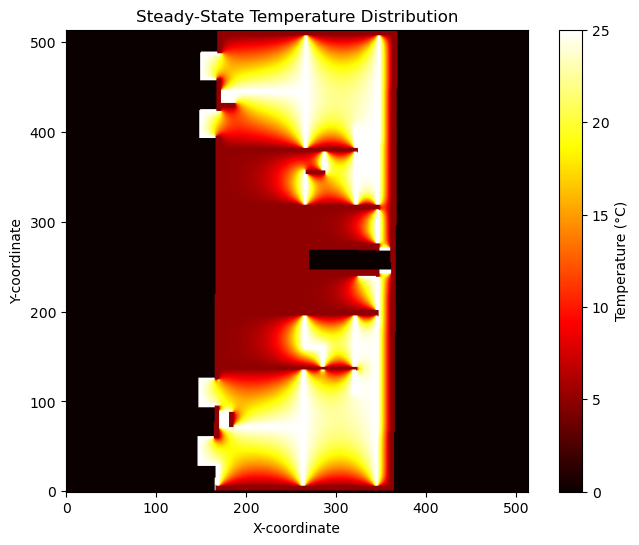 Steady-State Temperature Distribution
500
400
300
200
100
0
Y-coordinate
0 100 200 300 400 500
X-coordinate
25
20
15
10
5
0
Temperature (°C)